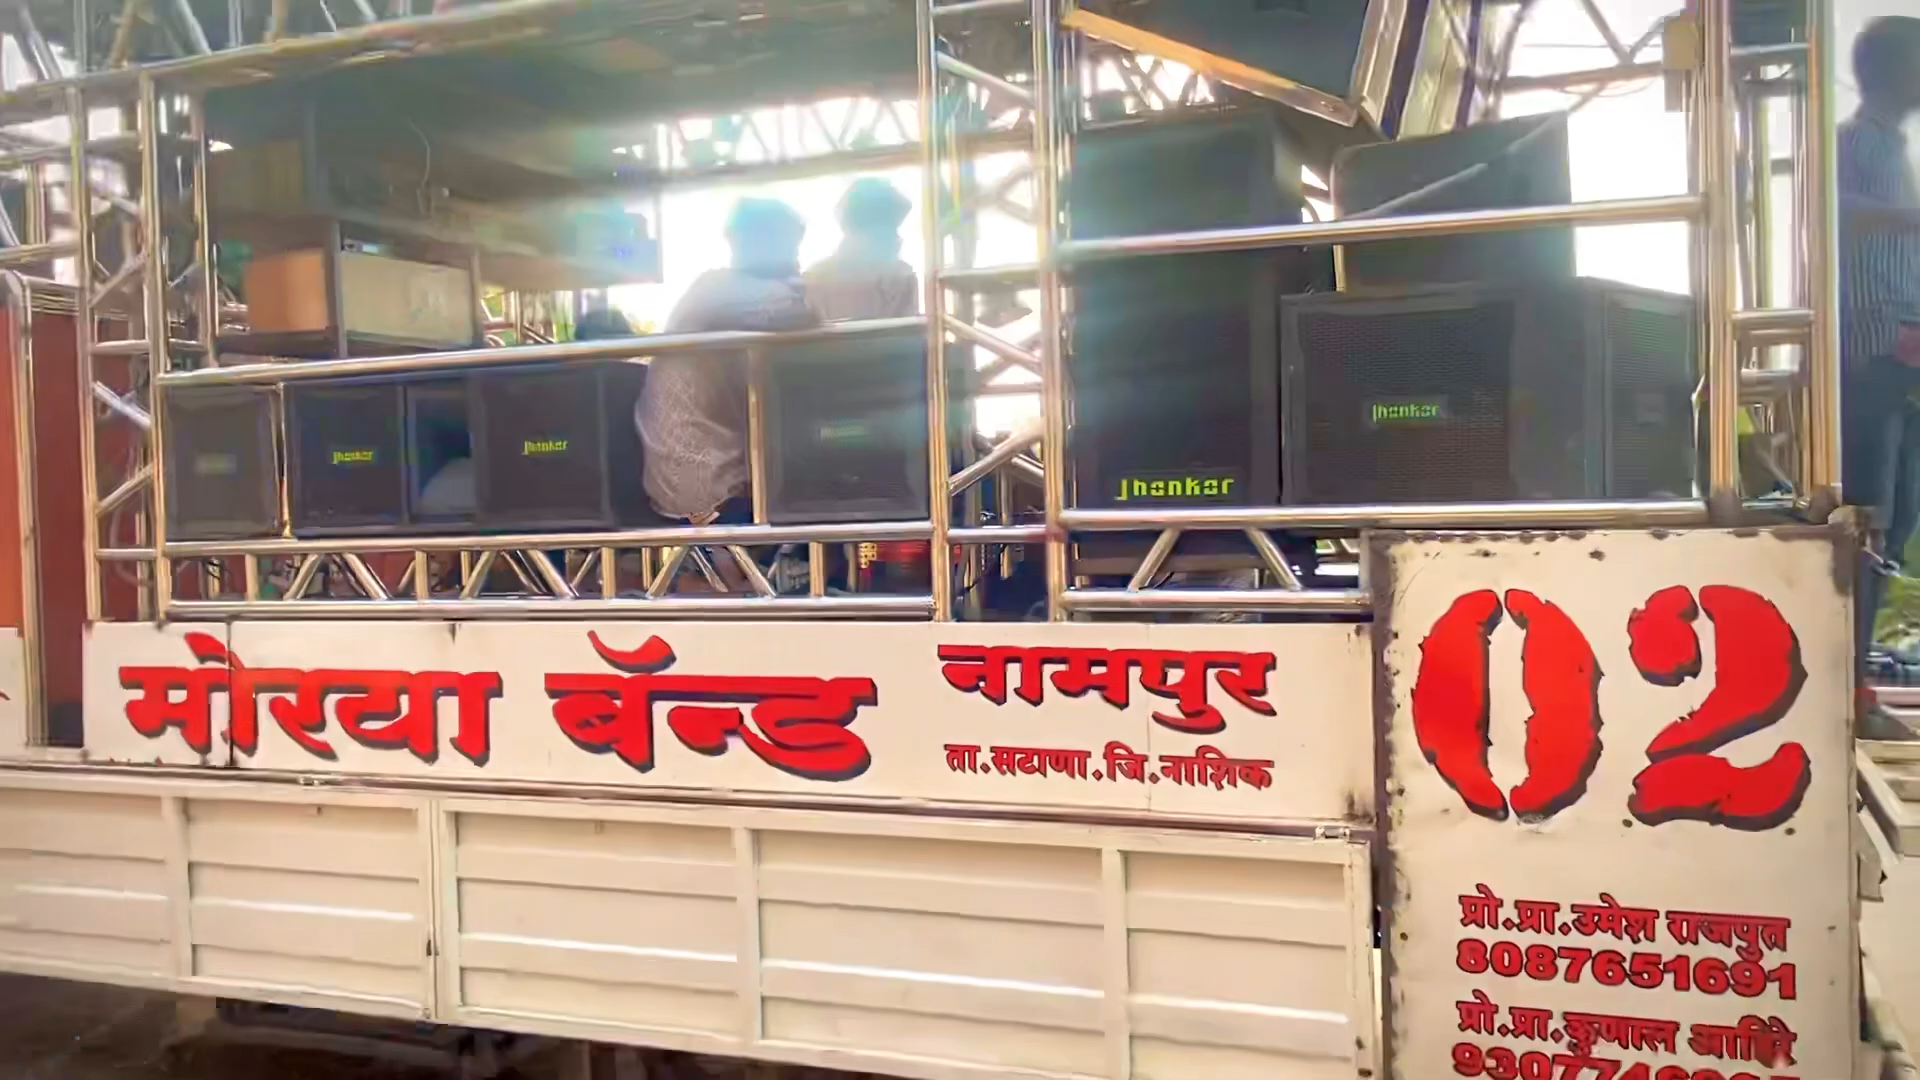 Jhankar
Jhankar
Jhankar
Jhankar
मोरया बॅन्ड
नामपुर
ता.सटाणा.जि.नाशिक
02
प्रो.प्रा.उमेश राजपुत
8087651691
प्रो.प्रा.कुणाल आहिरे